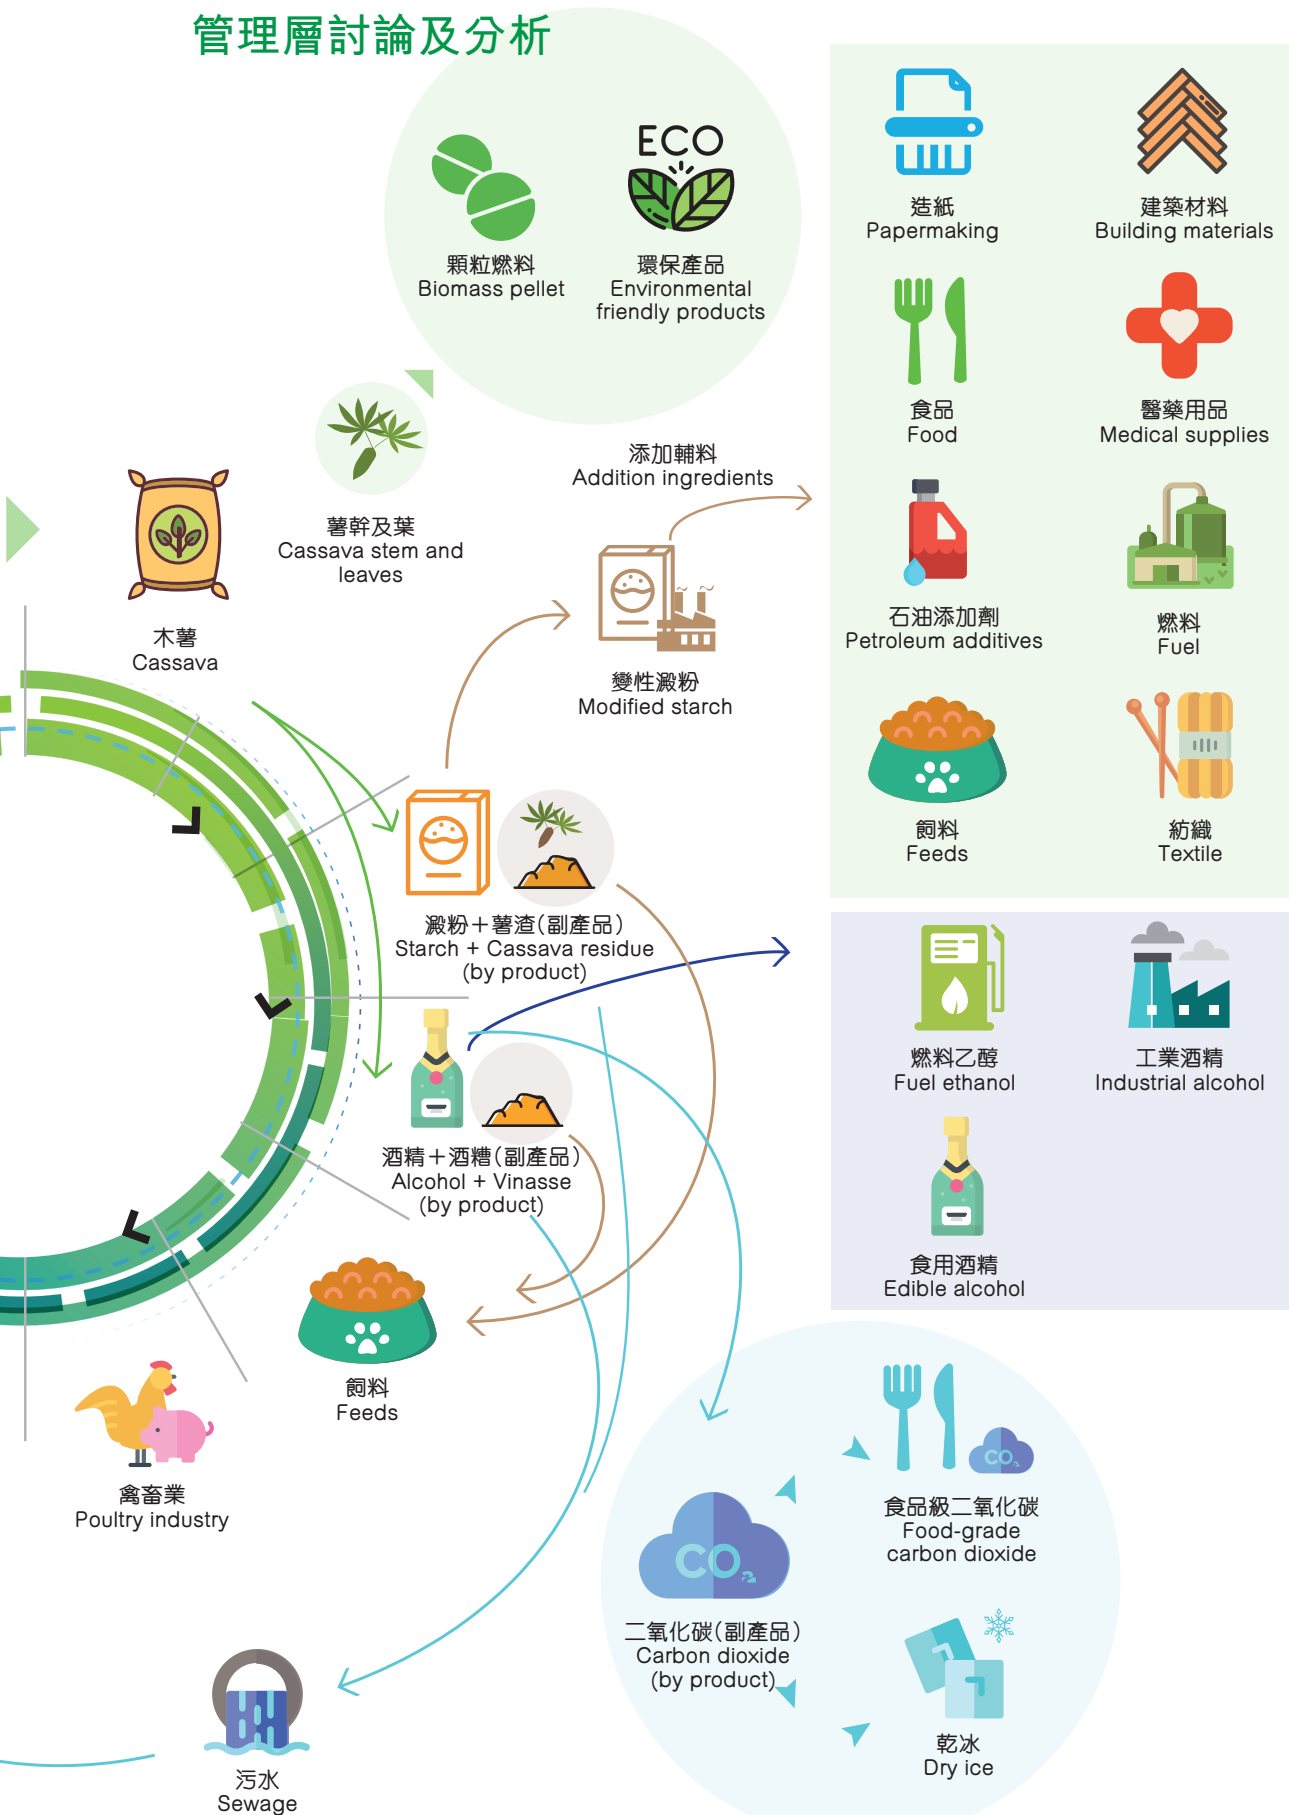 管理層討論及分析
ECO
顆粒燃料
Biomass pellet
環保產品
Environmental
friendly products
造紙
Papermaking
建築材料
Building materials
食品
Food
醫藥用品
Medical supplies
石油添加劑
Petroleum additives
燃料
Fuel
飼料
Feeds
紡織
Textile
薯幹及葉
Cassava stem and
leaves
木薯
Cassava
添加輔料
Addition ingredients
變性澱粉
Modified starch
澱粉＋薯渣（副產品）
Starch + Cassava residue
(by product)
酒精＋酒糟（副產品）
Alcohol + Vinasse
(by product)
燃料乙醇
Fuel ethanol
工業酒精
Industrial alcohol
食用酒精
Edible alcohol
飼料
Feeds
禽畜業
Poultry industry
CO₂
二氧化碳（副產品）
Carbon dioxide
(by product)
CO₂
食品級二氧化碳
Food-grade
carbon dioxide
乾冰
Dry ice
污水
Sewage